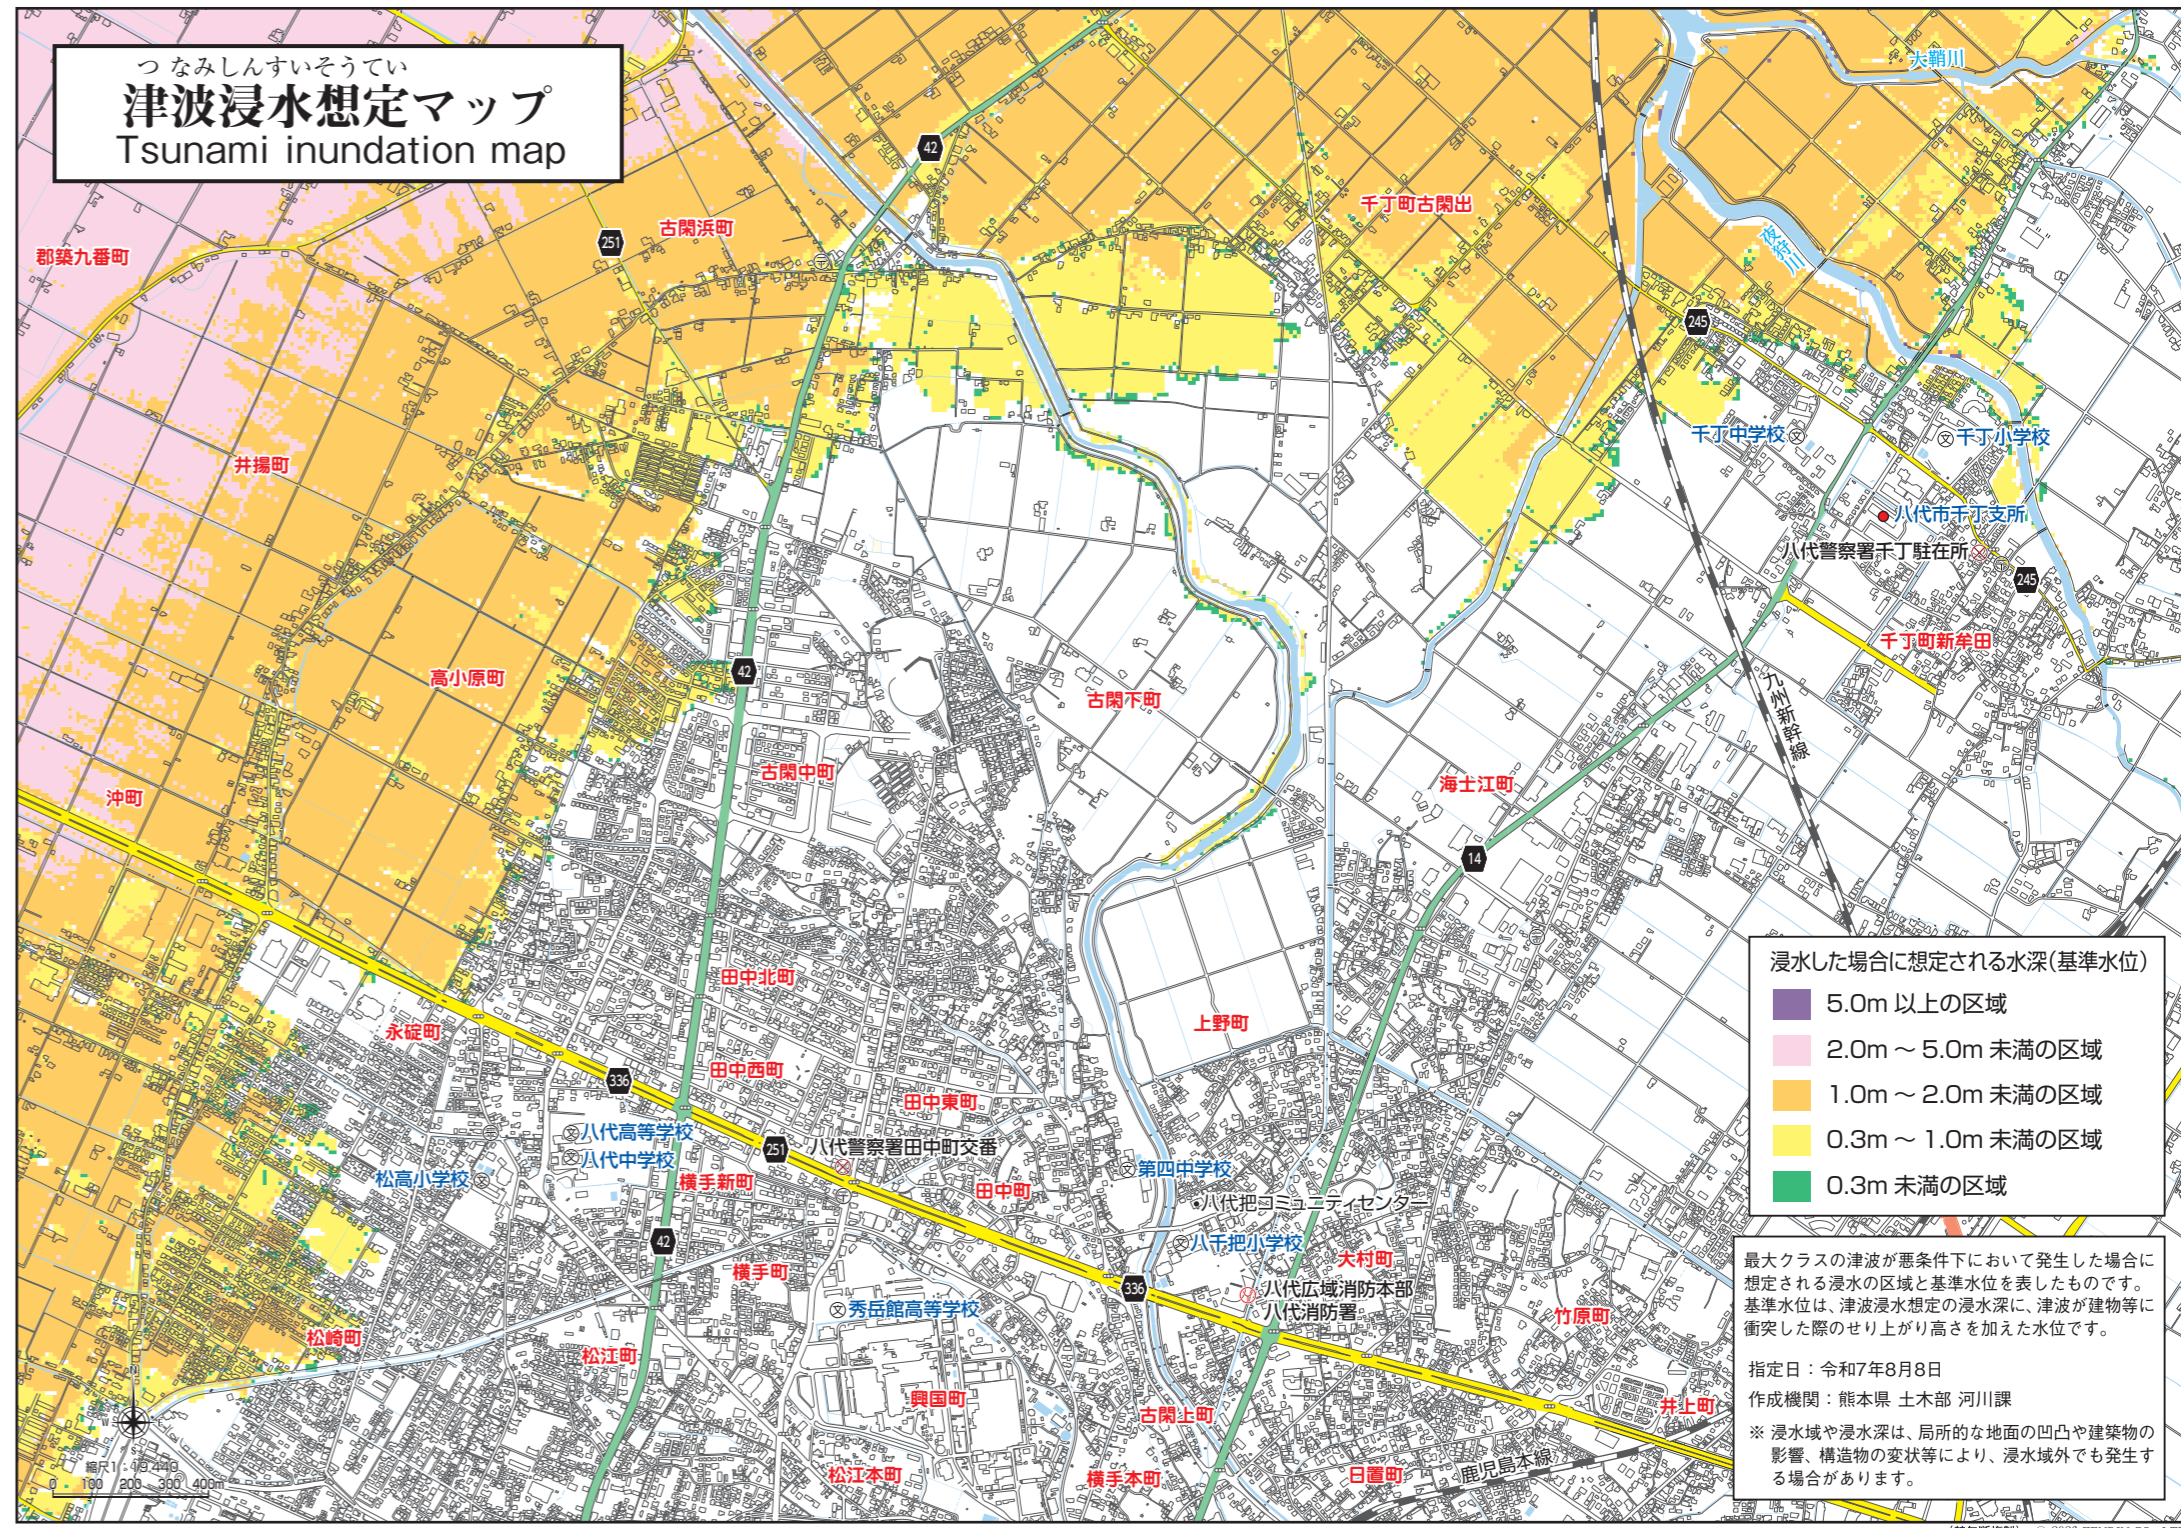 つなみしんすいそうてい
津波浸水想定マップ
Tsunami inundation map
大鞘川
42
千丁町古閑出
古閑浜町
251
郡築九番町
夜狩川
245
千丁中学校
千丁小学校
井揚町
八代市千丁支所
八代警察署千丁駐在所
245
千丁町新牟田
高小原町
42
古閑下町
九州新幹線
古閑中町
海士江町
沖町
14
田中北町
永碇町
上野町
336
田中西町
田中東町
八代高等学校
八代中学校
251
八代警察署田中町交番
松高小学校
横手新町
田中町
第四中学校
八代把コミュニティセンター
42
八千把小学校
横手町
大村町
336
八代広域消防本部
八代消防署
秀岳館高等学校
竹原町
松崎町
松江町
興国町
古閑上町
井上町
松江本町
横手本町
日置町
鹿児島本線
N
W
S
縮尺1:19,440
0 100 200 300 400m
浸水した場合に想定される水深(基準水位)
5.0m 以上の区域
2.0m ～ 5.0m 未満の区域
1.0m ～ 2.0m 未満の区域
0.3m ～ 1.0m 未満の区域
0.3m 未満の区域
最大クラスの津波が悪条件下において発生した場合に
想定される浸水の区域と基準水位を表したものです。
基準水位は、津波浸水想定の浸水深に、津波が建物等に
衝突した際のせり上がり高さを加えた水位です。
指定日：令和7年8月8日
作成機関：熊本県 土木部 河川課
※ 浸水域や浸水深は、局所的な地面の凹凸や建築物の
影響、構造物の変状等により、浸水域外でも発生す
る場合があります。